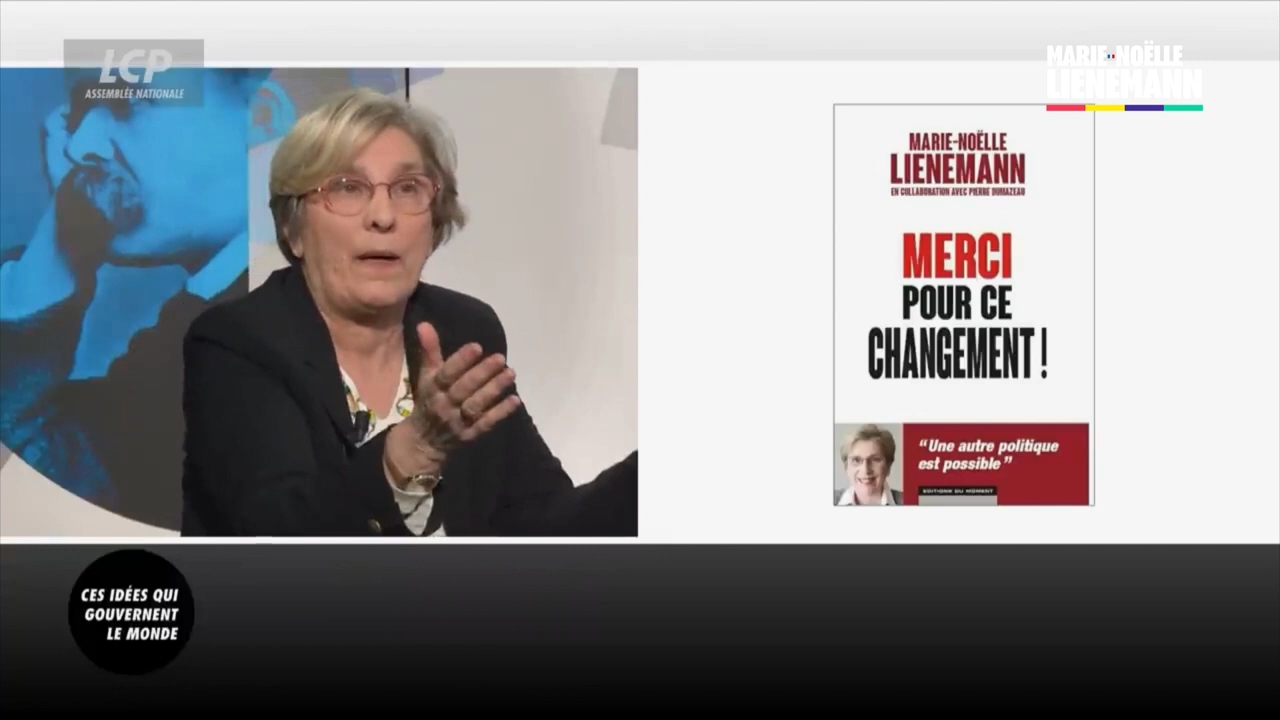 LCP
ASSEMBLÉE NATIONALE
MARIE-NOËLLE
LIENEMANN
MARIE-NOËLLE
LIENEMANN
EN COLLABORATION AVEC PIERRE DUMAZEAU
MERCI
POUR CE
CHANGEMENT !
“Une autre politique
est possible”
EDITIONS DU MOMENT
CES IDÉES QUI
GOUVERNENT
LE MONDE